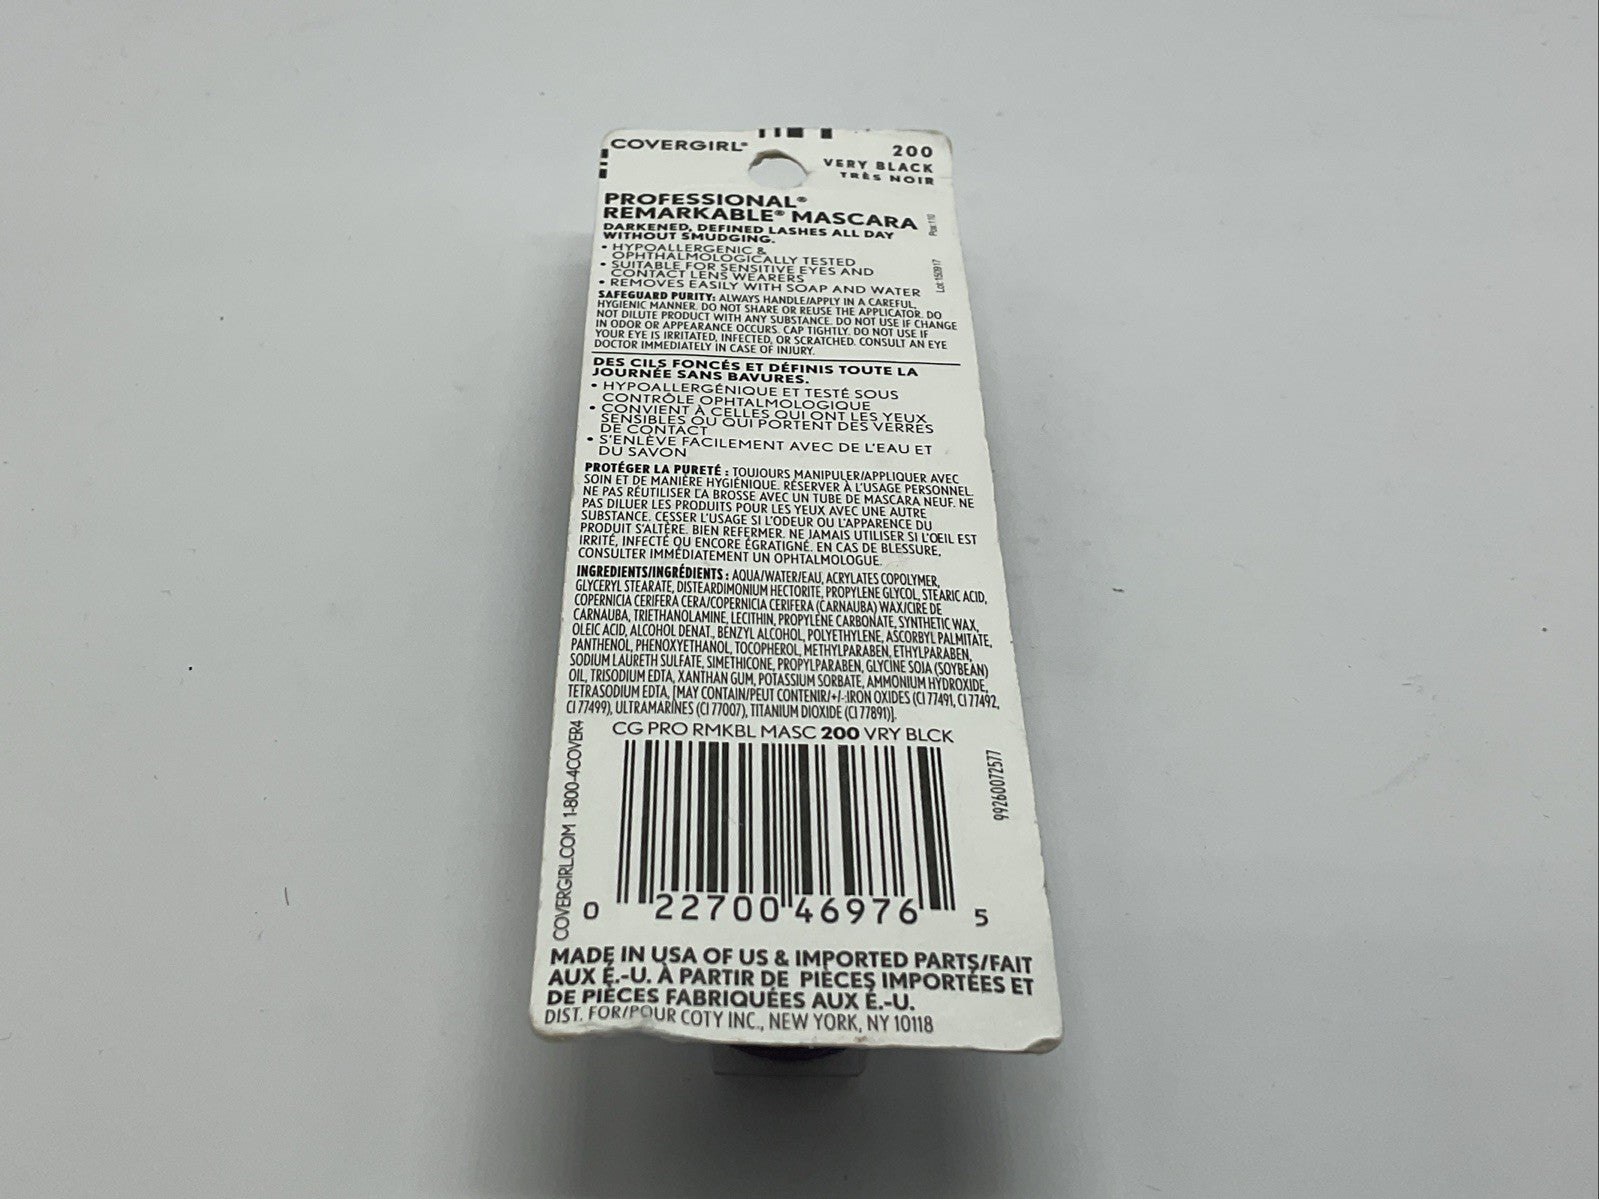 COVERGIRL®
200
VERY BLACK
TRÈS NOIR
PROFESSIONAL®
REMARKABLE® MASCARA
DARKENED, DEFINED LASHES ALL DAY
WITHOUT SMUDGING.
• HYPOALLERGENIC &
OPHTHALMOLOGICALLY TESTED
• SUITABLE FOR SENSITIVE EYES AND
CONTACT LENS WEARERS
• REMOVES EASILY WITH SOAP AND WATER
SAFEGUARD PURITY: ALWAYS HANDLE/APPLY IN A CAREFUL,
HYGIENIC MANNER. DO NOT SHARE OR REUSE THE APPLICATOR. DO
NOT DILUTE PRODUCT WITH ANY SUBSTANCE. DO NOT USE IF CHANGE
IN ODOR OR APPEARANCE OCCURS. CAP TIGHTLY. DO NOT USE IF
YOUR EYE IS IRRITATED, INFECTED, OR SCRATCHED. CONSULT AN EYE
DOCTOR IMMEDIATELY IN CASE OF INJURY.
DES CILS FONCÉS ET DÉFINIS TOUTE LA
JOURNÉE SANS BAVURES.
• HYPOALLERGÉNIQUE ET TESTÉ SOUS
CONTRÔLE OPHTALMOLOGIQUE
• CONVIENT À CELLES QUI ONT LES YEUX
SENSIBLES OU QUI PORTENT DES VERRES
DE CONTACT
• S'ENLÈVE FACILEMENT AVEC DE L'EAU ET
DU SAVON
PROTÉGER LA PURETÉ : TOUJOURS MANIPULER/APPLIQUER AVEC
SOIN ET DE MANIÈRE HYGIÉNIQUE. RÉSERVER À L'USAGE PERSONNEL.
NE PAS RÉUTILISER LA BROSSE AVEC UN TUBE DE MASCARA NEUF. NE
PAS DILUER LES PRODUITS POUR LES YEUX AVEC UNE AUTRE
SUBSTANCE. CESSER L'USAGE SI L'ODEUR OU L'APPARENCE DU
PRODUIT S'ALTÈRE. BIEN REFERMER. NE JAMAIS UTILISER SI L'OEIL EST
IRRITÉ, INFECTÉ OU ENCORE ÉGRATIGNÉ. EN CAS DE BLESSURE,
CONSULTER IMMÉDIATEMENT UN OPHTALMOLOGUE.
INGREDIENTS/INGRÉDIENTS : AQUA/WATER/EAU, ACRYLATES COPOLYMER,
GLYCERYL STEARATE, DISTEARDIMONIUM HECTORITE, PROPYLENE GLYCOL, STEARIC ACID,
COPERNICIA CERIFERA CERA/COPERNICIA CERIFERA (CARNAUBA) WAX/CIRE DE
CARNAUBA, TRIETHANOLAMINE, LECITHIN, PROPYLENE CARBONATE, SYNTHETIC WAX,
OLEIC ACID, ALCOHOL DENAT., BENZYL ALCOHOL, POLYETHYLENE, ASCORBYL PALMITATE,
PANTHENOL, PHENOXYETHANOL, TOCOPHEROL, METHYLPARABEN, ETHYLPARABEN,
SODIUM LAURETH SULFATE, SIMETHICONE, PROPYLPARABEN, GLYCINE SOJA (SOYBEAN)
OIL, TRISODIUM EDTA, XANTHAN GUM, POTASSIUM SORBATE, AMMONIUM HYDROXIDE,
TETRASODIUM EDTA, [MAY CONTAIN/PEUT CONTENIR/+/-:IRON OXIDES (CI 77491, CI 77492,
CI 77499), ULTRAMARINES (CI 77007), TITANIUM DIOXIDE (CI 77891)].
CG PRO RMKBL MASC 200 VRY BLCK
COVERGIRL.COM 1-800-4COVER4
99260072577
0 22700 46976 5
MADE IN USA OF US & IMPORTED PARTS/FAIT
AUX É.-U. À PARTIR DE PIÈCES IMPORTÉES ET
DE PIÈCES FABRIQUÉES AUX É.-U.
DIST. FOR/POUR COTY INC., NEW YORK, NY 10118